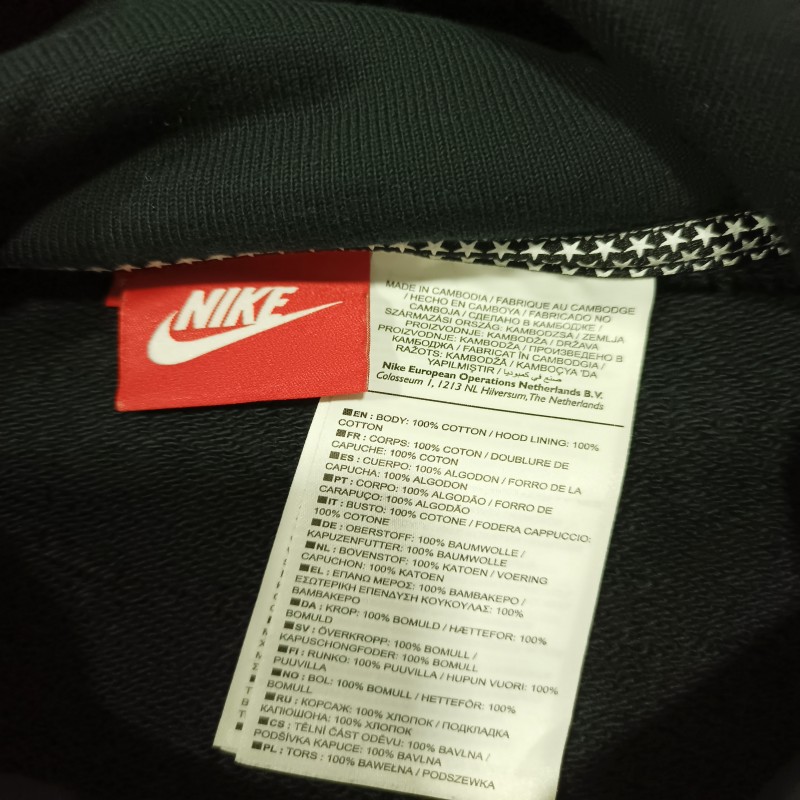 NIKE
MADE IN CAMBODIA / FABRIQUE AU CAMBODGE
/ HECHO EN CAMBOYA / FABRICADO NO
CAMBOJA / СДЕЛАНО В КАМБОДЖЕ /
SZÁRMAZÁSI ORSZÁG: KAMBODZSA / ZEMLJA
PROIZVODNJE: KAMBODŽA / DRŽAVA
PROIZVODNJE: KAMBODŽA / ПРОИЗВЕДЕНО В
КАМБОДЖА / FABRICAT ÎN CAMBODGIA /
RAŽOTS: KAMBODŽĀ / KAMBOÇYA 'DA
YAPILMIŞTIR / صنع في كمبوديا
Nike European Operations Netherlands B.V.
Colosseum 1, 1213 NL Hilversum, The Netherlands
EN : BODY: 100% COTTON / HOOD LINING: 100%
COTTON
FR : CORPS: 100% COTON / DOUBLURE DE
CAPUCHE: 100% COTON
ES : CUERPO: 100% ALGODON / FORRO DE LA
CAPUCHA: 100% ALGODON
PT : CORPO: 100% ALGODÃO / FORRO DE
CARAPUÇO: 100% ALGODÃO
IT : BUSTO: 100% COTONE / FODERA CAPPUCCIO:
100% COTONE
DE : OBERSTOFF: 100% BAUMWOLLE /
KAPUZENFUTTER: 100% BAUMWOLLE
NL : BOVENSTOF: 100% KATOEN / VOERING
CAPUCHON: 100% KATOEN
EL : ΕΠΑΝΩ ΜΕΡΟΣ: 100% ΒΑΜΒΑΚΕΡΟ /
ΕΣΩΤΕΡΙΚΗ ΕΠΕΝΔΥΣΗ ΚΟΥΚΟΥΛΑΣ: 100%
ΒΑΜΒΑΚΕΡΟ
DA : KROP: 100% BOMULD / HÆTTEFOR: 100%
BOMULD
SV : ÖVERKROPP: 100% BOMULL /
KAPUSCHONGFODER: 100% BOMULL
FI : RUNKO: 100% PUUVILLA / HUPUN VUORI: 100%
PUUVILLA
NO : BOL: 100% BOMULL / HETTEFÔR: 100%
BOMULL
RU : КОРСАЖ: 100% ХЛОПОК / ПОДКЛАДКА
КАПЮШОНА: 100% ХЛОПОК
CS : TĚLNÍ ČÁST ODĚVU: 100% BAVLNA /
PODŠÍVKA KAPUCE: 100% BAVLNA
PL : TORS : 100% BAWEŁNA / PODSZEWKA